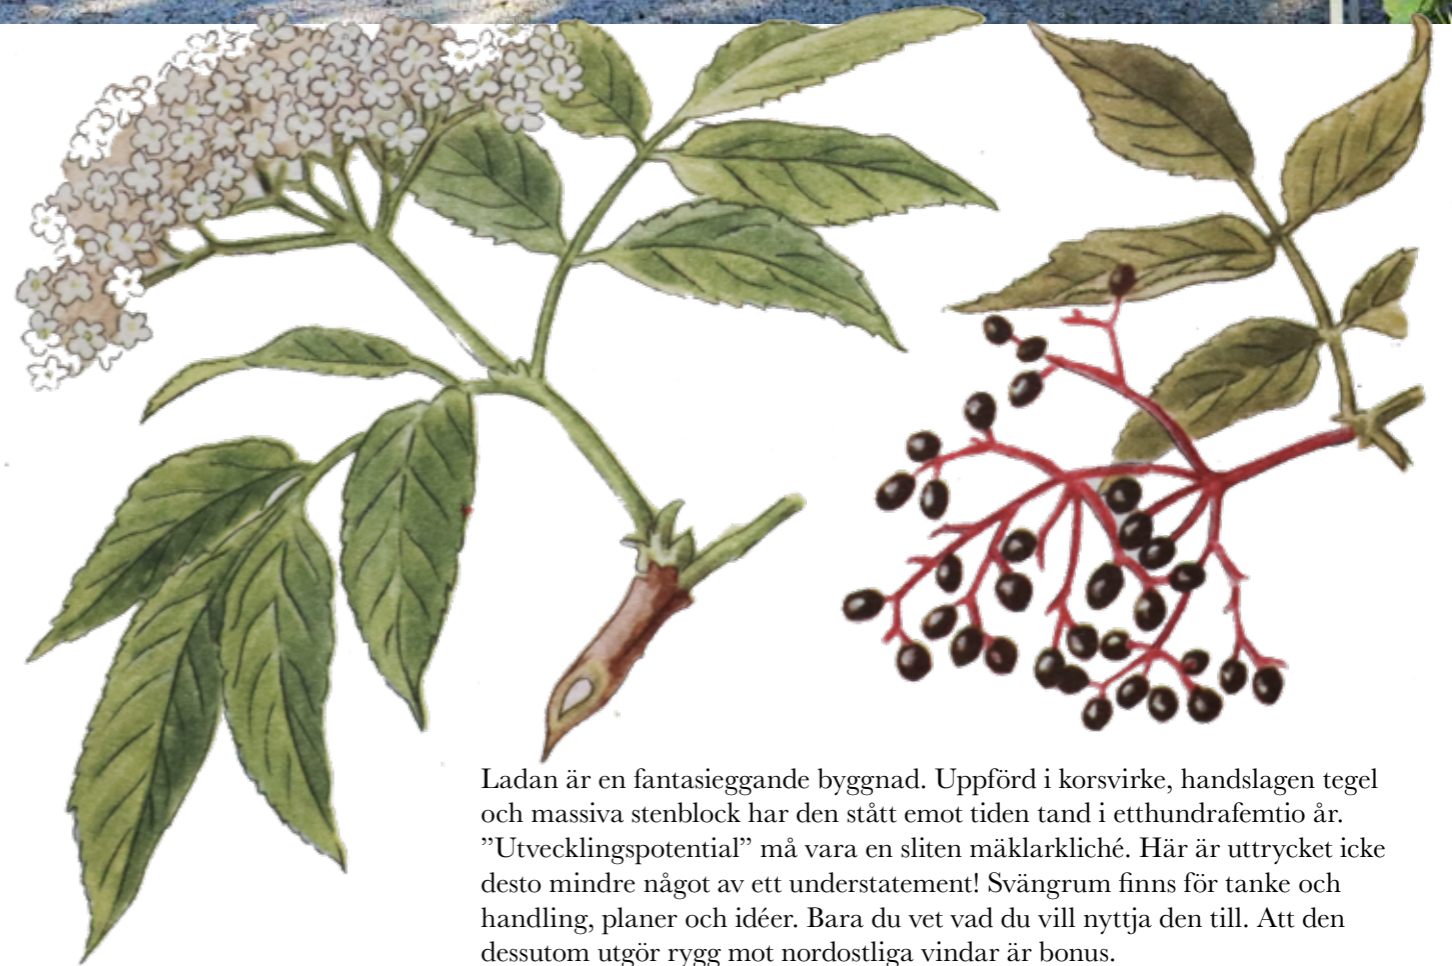 Ladan är en fantasieggande byggnad. Uppförd i korsvirke, handslagen tegel
och massiva stenblock har den stått emot tiden tand i etthundrafemtio år.
”Utvecklingspotential” må vara en sliten mäklarkliché. Här är uttrycket icke
desto mindre något av ett understatement! Svängrum finns för tanke och
handling, planer och idéer. Bara du vet vad du vill nyttja den till. Att den
dessutom utgör rygg mot nordostliga vindar är bonus.